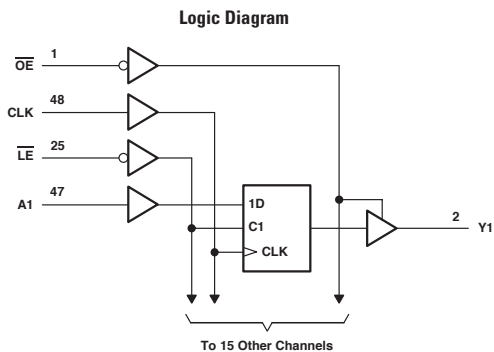 Logic Diagram
OE 1
CLK 48
LE 25
A1 47
1D
C1
CLK
2 Y1
To 15 Other Channels